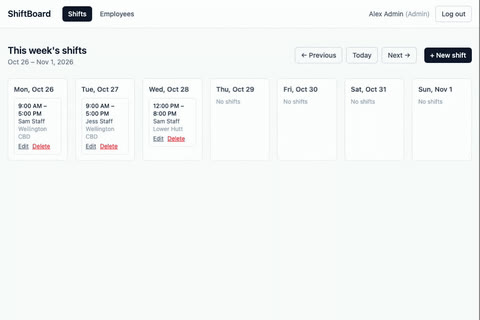 ShiftBoard Shifts Employees Alex Admin (Admin) Log out
This week's shifts
Oct 26 – Nov 1, 2026
← Previous Today Next → + New shift
Mon, Oct 26
9:00 AM –
5:00 PM
Sam Staff
Wellington
CBD
Edit Delete
Tue, Oct 27
9:00 AM –
5:00 PM
Jess Staff
Wellington
CBD
Edit Delete
Wed, Oct 28
12:00 PM –
8:00 PM
Sam Staff
Lower Hutt
Edit Delete
Thu, Oct 29
No shifts
Fri, Oct 30
No shifts
Sat, Oct 31
No shifts
Sun, Nov 1
No shifts